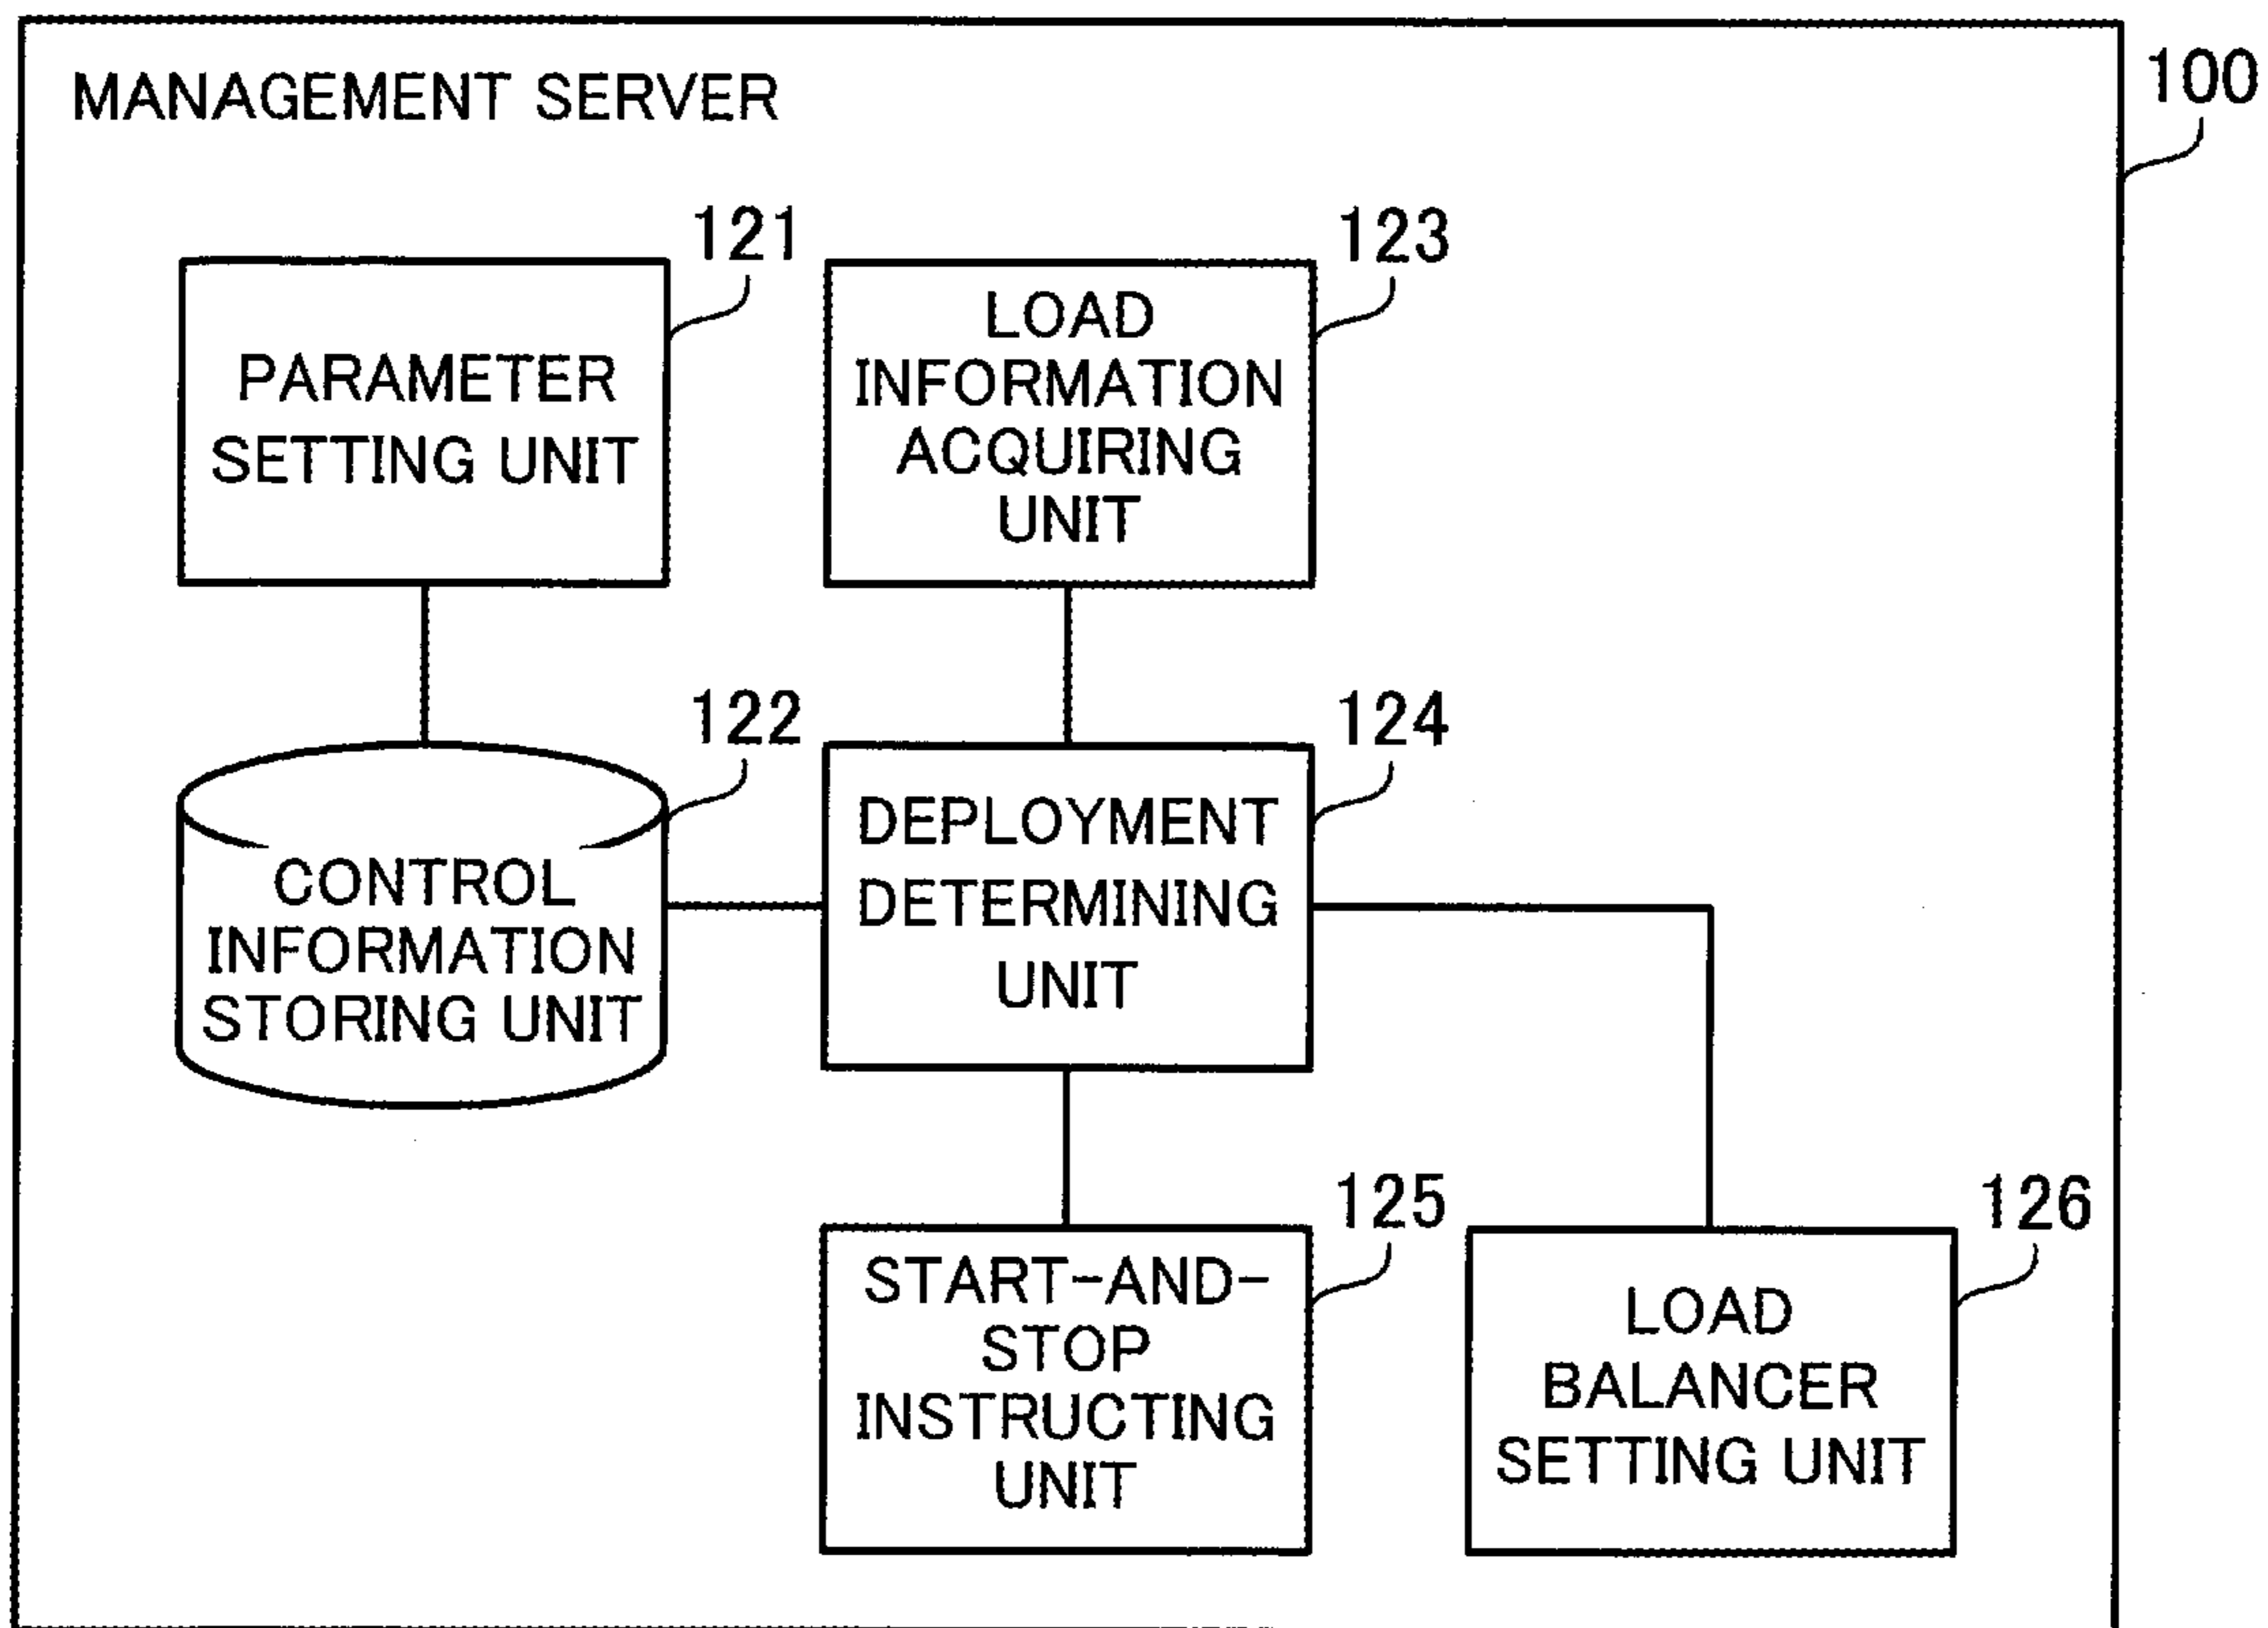 MANAGEMENT SERVER
100
121
PARAMETER
SETTING UNIT
123
LOAD
INFORMATION
ACQUIRING
UNIT
122
CONTROL
INFORMATION
STORING UNIT
124
DEPLOYMENT
DETERMINING
UNIT
125
START-AND-
STOP
INSTRUCTING
UNIT
126
LOAD
BALANCER
SETTING UNIT